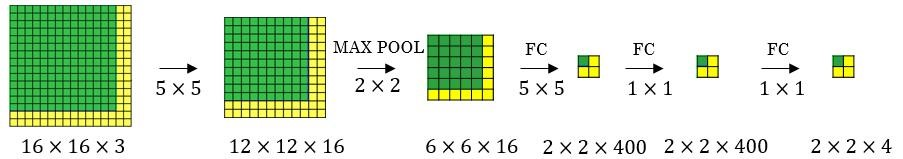 MAX POOL
FC
FC
FC
5 × 5
2 × 2
5 × 5
1 × 1
1 × 1
16 × 16 × 3
12 × 12 × 16
6 × 6 × 16
2 × 2 × 400
2 × 2 × 400
2 × 2 × 4